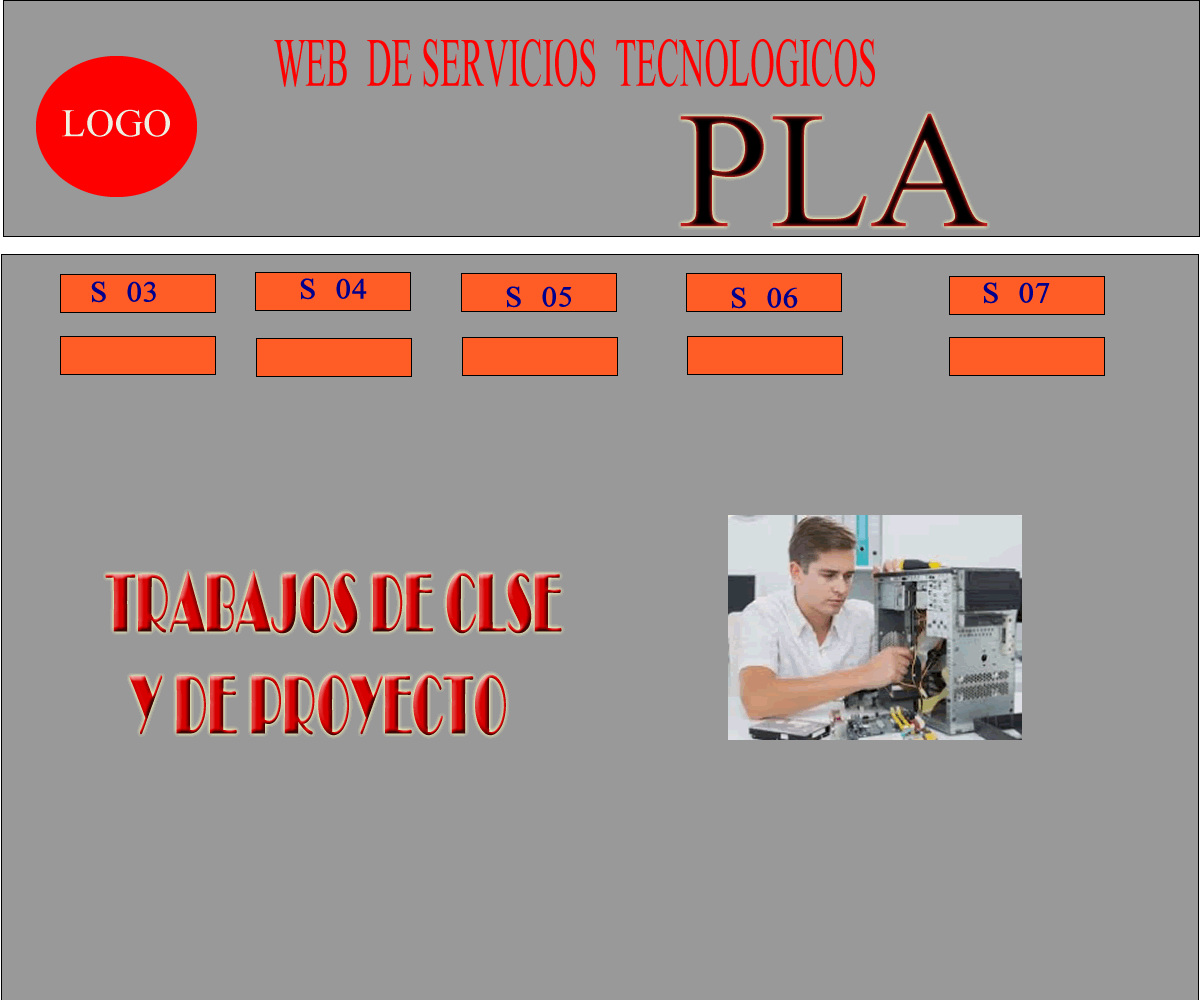 WEB DE SERVICIOS TECNOLOGICOS
LOGO
PLA
S 03
S 04
S 05
S 06
S 07
TRABAJOS DE CLSE
Y DE PROYECTO